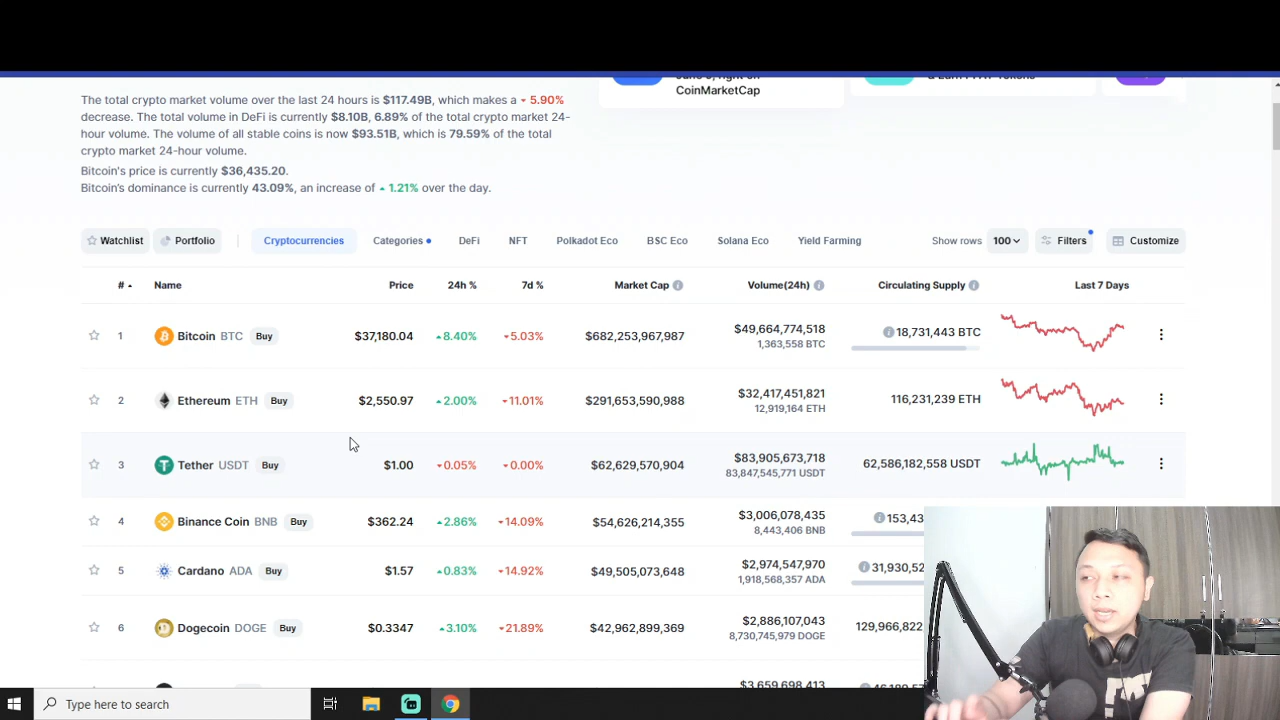 CoinMarketCap
The total crypto market volume over the last 24 hours is $117.49B, which makes a 5.90%
decrease. The total volume in DeFi is currently $8.10B, 6.89% of the total crypto market 24-
hour volume. The volume of all stable coins is now $93.51B, which is 79.59% of the total
crypto market 24-hour volume.
Bitcoin's price is currently $36,435.20.
Bitcoin's dominance is currently 43.09%, an increase of 1.21% over the day.
Watchlist Portfolio Cryptocurrencies Categories DeFi NFT Polkadot Eco BSC Eco Solana Eco Yield Farming Show rows 100 Filters Customize
# Name Price 24h % 7d % Market Cap Volume(24h) Circulating Supply Last 7 Days
1 Bitcoin BTC Buy $37,180.04 8.40% 5.03% $682,253,967,987 $49,664,774,518 18,731,443 BTC
1,363,558 BTC
2 Ethereum ETH Buy $2,550.97 2.00% 11.01% $291,653,590,988 $32,417,451,821 116,231,239 ETH
12,919,164 ETH
3 Tether USDT Buy $1.00 0.05% 0.00% $62,629,570,904 $83,905,673,718 62,586,182,558 USDT
83,847,545,771 USDT
4 Binance Coin BNB Buy $362.24 2.86% 14.09% $54,626,214,355 $3,006,078,435 153,43
8,443,406 BNB
5 Cardano ADA Buy $1.57 0.83% 14.92% $49,505,073,648 $2,974,547,970 31,930,52
1,918,568,357 ADA
6 Dogecoin DOGE Buy $0.3347 3.10% 21.89% $42,962,899,369 $2,886,107,043 129,966,822
8,730,745,979 DOGE
Type here to search